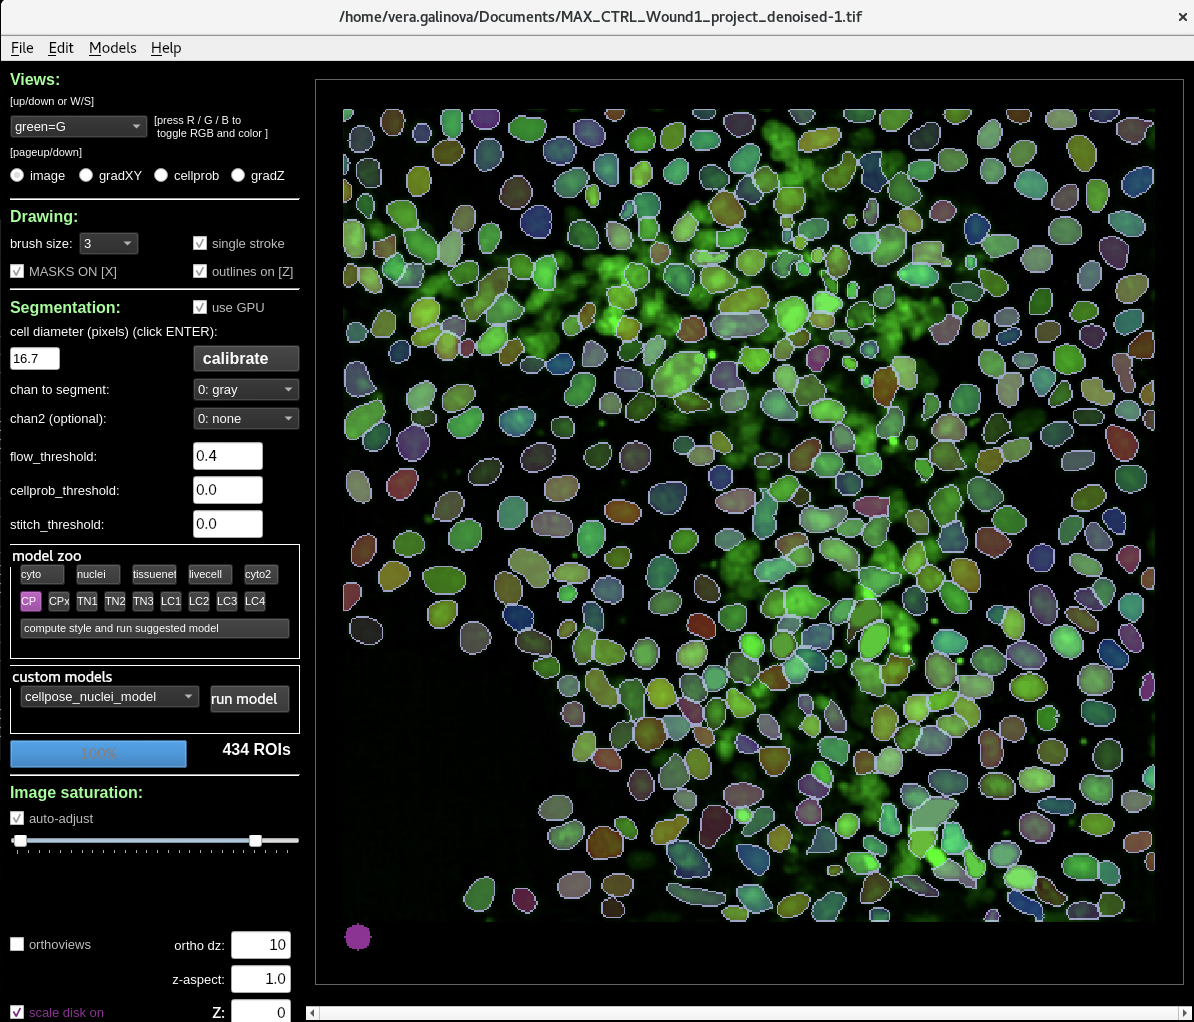 /home/vera.galinova/Documents/MAX_CTRL_Wound1_project_denoised-1.tif ×
File Edit Models Help
Views:
[up/down or W/S]
green=G
[press R / G / B to
toggle RGB and color ]
[pageup/down]
image gradXY cellprob gradZ
Drawing:
brush size: 3 single stroke
MASKS ON [X] outlines on [Z]
Segmentation: use GPU
cell diameter (pixels) (click ENTER):
16.7 calibrate
chan to segment: 0: gray
chan2 (optional): 0: none
flow_threshold: 0.4
cellprob_threshold: 0.0
stitch_threshold: 0.0
model zoo
cyto nuclei tissuenet livecell cyto2
CP CPx TN1 TN2 TN3 LC1 LC2 LC3 LC4
compute style and run suggested model
custom models
cellpose_nuclei_model run model
100% 434 ROIs
Image saturation:
auto-adjust
orthoviews ortho dz: 10
z-aspect: 1.0
scale disk on Z: 0